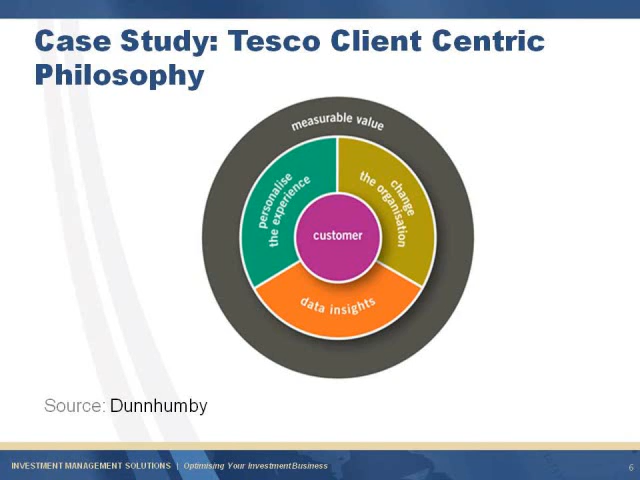 Case Study: Tesco Client Centric
Philosophy
measurable value
personalise
the experience
change
the organisation
customer
data insights
Source: Dunnhumby
INVESTMENT MANAGEMENT SOLUTIONS | Optimising Your Investment Business
6